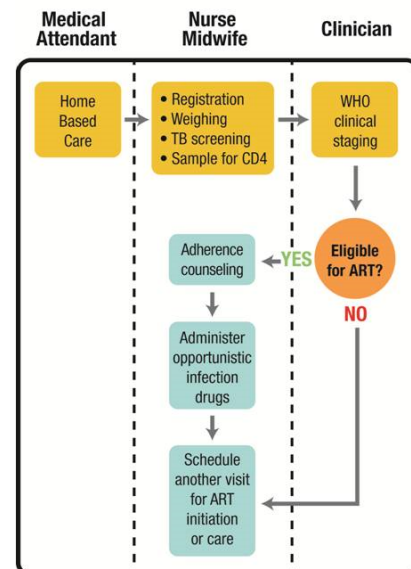 Medical
Attendant
Nurse
Midwife
Clinician
Home
Based
Care
• Registration
• Weighing
• TB screening
• Sample for CD4
WHO
clinical
staging
Eligible
for ART?
YES
NO
Adherence
counseling
Administer
opportunistic
infection
drugs
Schedule
another visit
for ART
initiation
or care